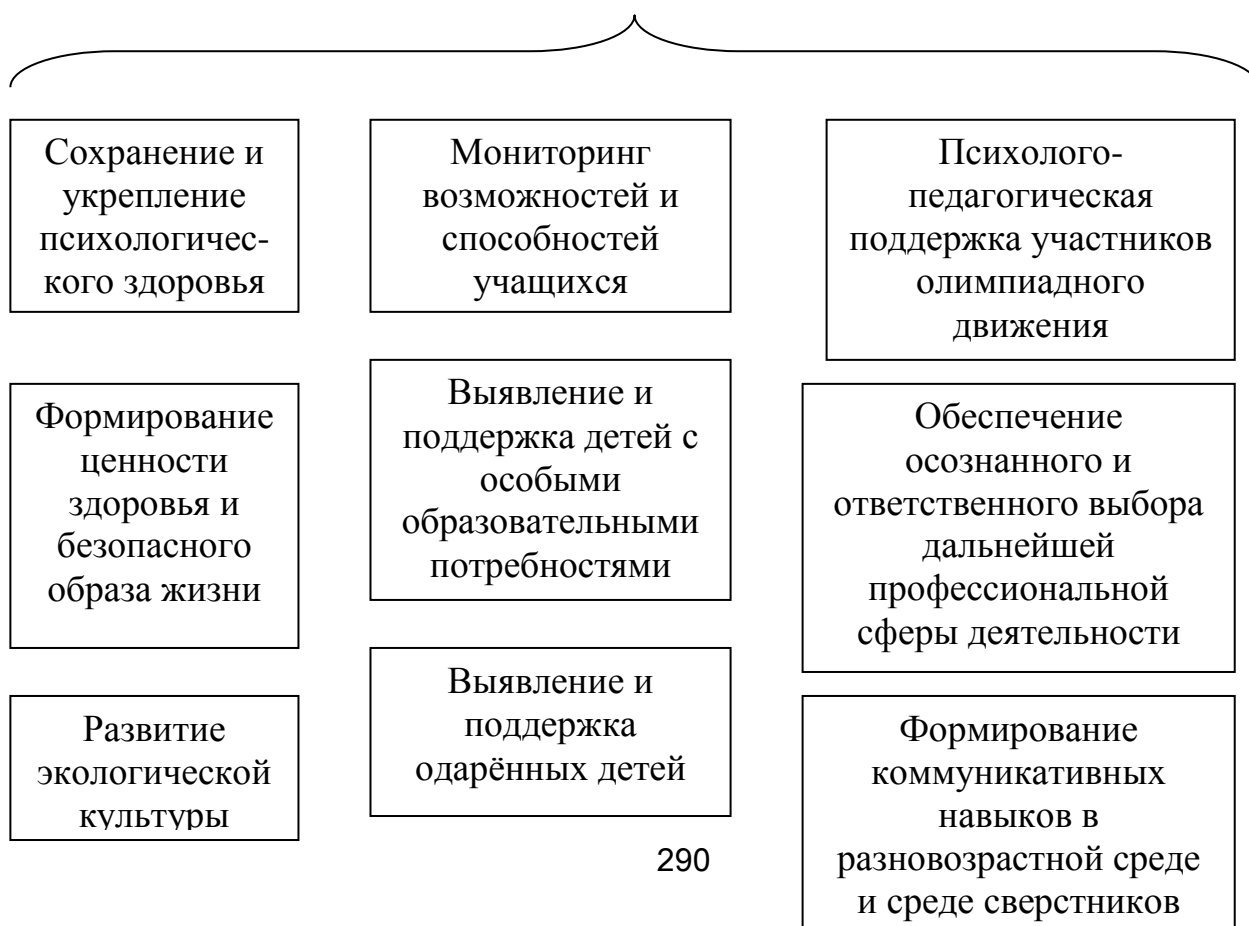 Сохранение и
укрепление
психологичес-
кого здоровья
Мониторинг
возможностей и
способностей
учащихся
Психолого-
педагогическая
поддержка участников
олимпиадного
движения
Формирование
ценности
здоровья и
безопасного
образа жизни
Выявление и
поддержка детей с
особыми
образовательными
потребностями
Обеспечение
осознанного и
ответственного выбора
дальнейшей
профессиональной
сферы деятельности
Развитие
экологической
культуры
Выявление и
поддержка
одарённых детей
Формирование
коммуникативных
навыков в
разновозрастной среде
и среде сверстников
290